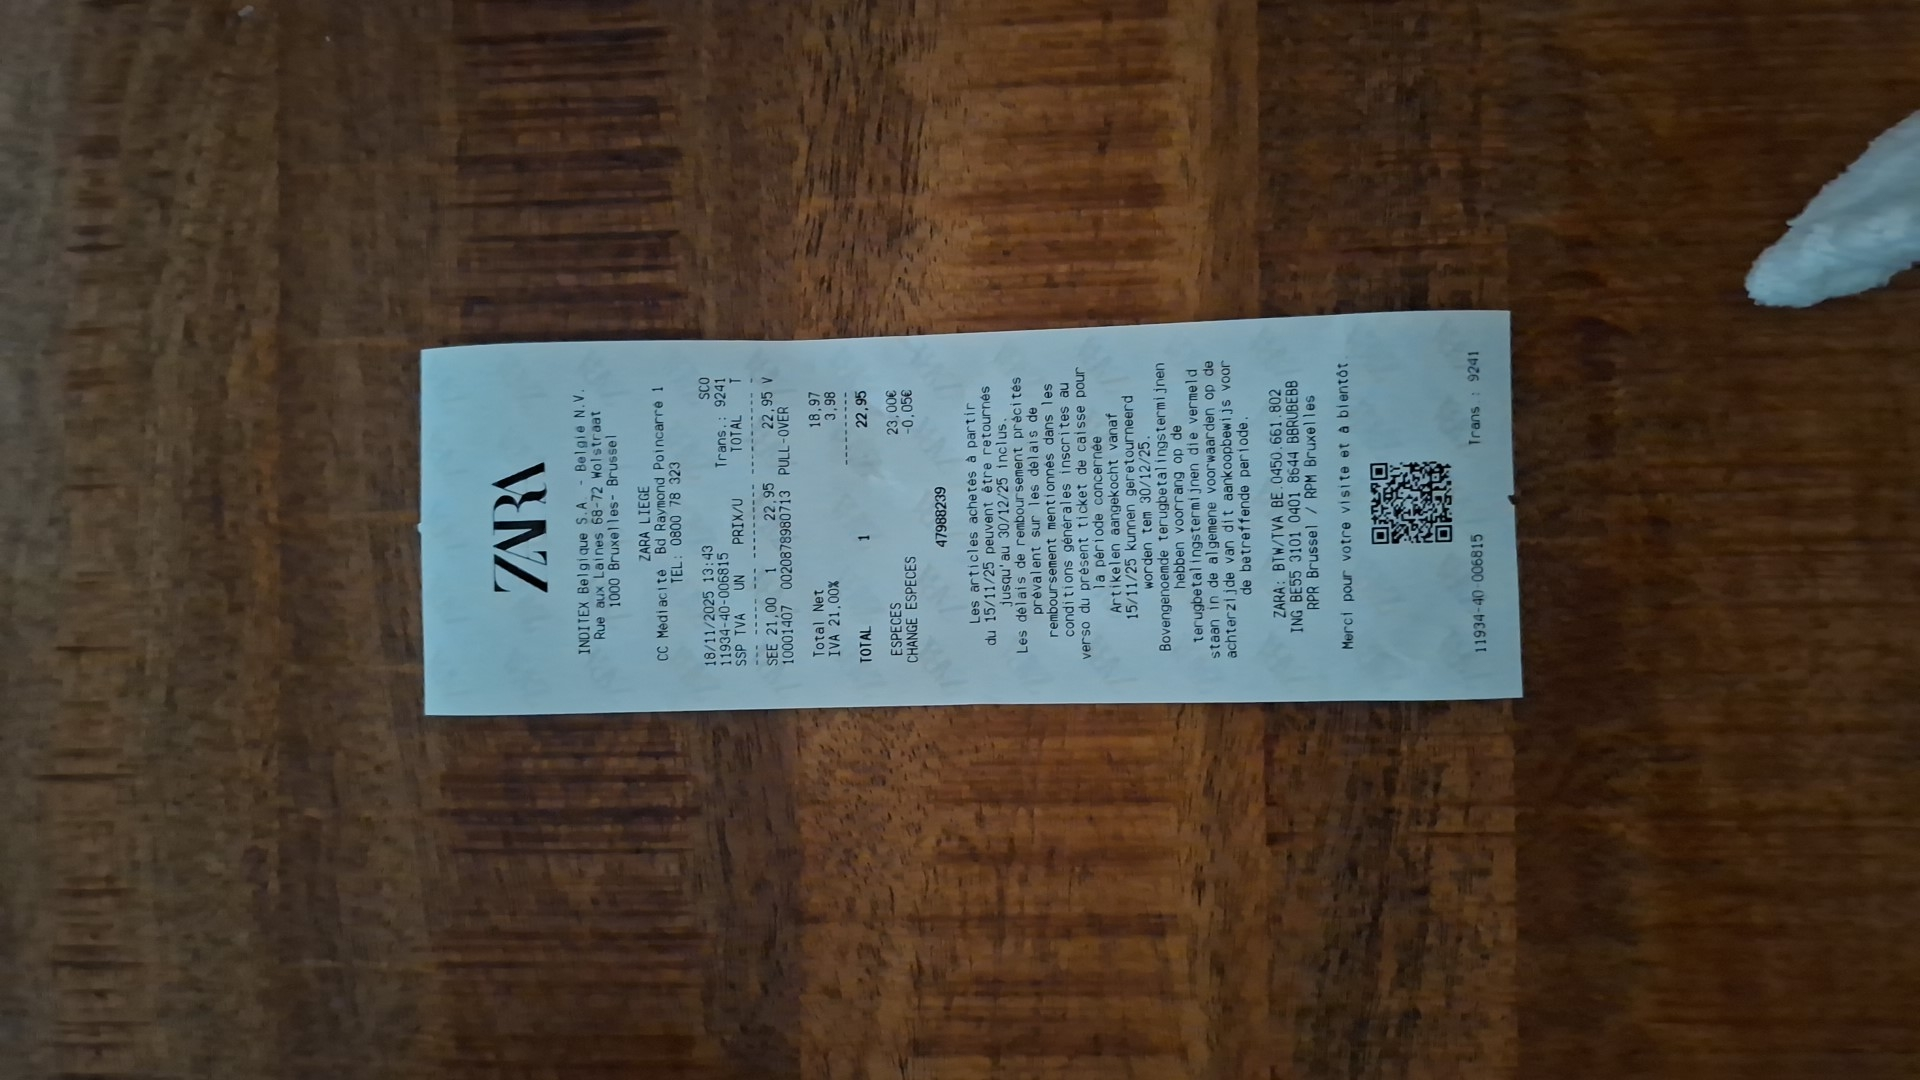 ZARA
INDITEX Belgique S.A. - België N.V.
Rue aux Laines 68-72 Wolstraat
1000 Bruxelles- Brussel
ZARA LIEGE
CC Médiacité Bd Raymond Poincarré 1
TEL: 0800 78 323
18/11/2025 13:43 SCO
11934-40-006815 Trans.: 9241
SSP TVA UN PRIX/U TOTAL T
SEE 21,00 1 22,95 22,95 V
10001407 00208789807​13 PULL-OVER
Total Net 18,97
IVA 21,00% 3,98
TOTAL 1 22,95
ESPECES 23,00€
CHANGE ESPECES -0,05€
47988239
Les articles achetés à partir
du 15/11/25 peuvent être retournés
jusqu'au 30/12/25 inclus.
Les délais de remboursement précités
prévalent sur les délais de
remboursement mentionnés dans les
conditions générales inscrites au
verso du présent ticket de caisse pour
la période concernée
Artikelen aangekocht vanaf
15/11/25 kunnen geretourneerd
worden tem 30/12/25.
Bovengenoemde terugbetalingstermijnen
hebben voorrang op de
terugbetalingstermijnen die vermeld
staan in de algemene voorwaarden op de
achterzijde van dit aankoopbewijs voor
de betreffende periode.
ZARA: BTW/TVA BE.0450.661.802
ING BE55 3101 0401 8644 BBRUBEBB
RPR Brussel / RPM Bruxelles
Merci pour votre visite et à bientôt.
11934-40-006815 Trans.: 9241